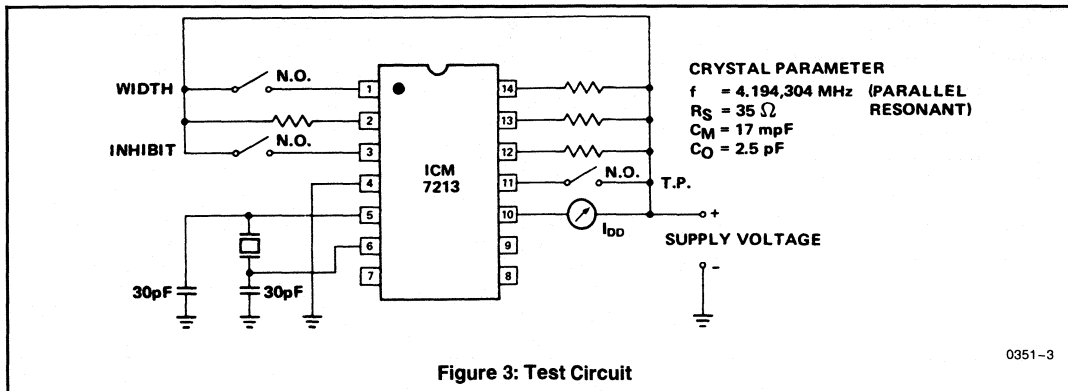 WIDTH
N.O.
INHIBIT
N.O.
1
2
3
4
5
6
7
ICM
7213
14
13
12
11
10
9
8
N.O.
T.P.
IDD
+
SUPPLY VOLTAGE
-
30pF
30pF
CRYSTAL PARAMETER
f = 4.194,304 MHz (PARALLEL RESONANT)
RS = 35 Ω
CM = 17 mpF
CO = 2.5 pF
0351-3
Figure 3: Test Circuit